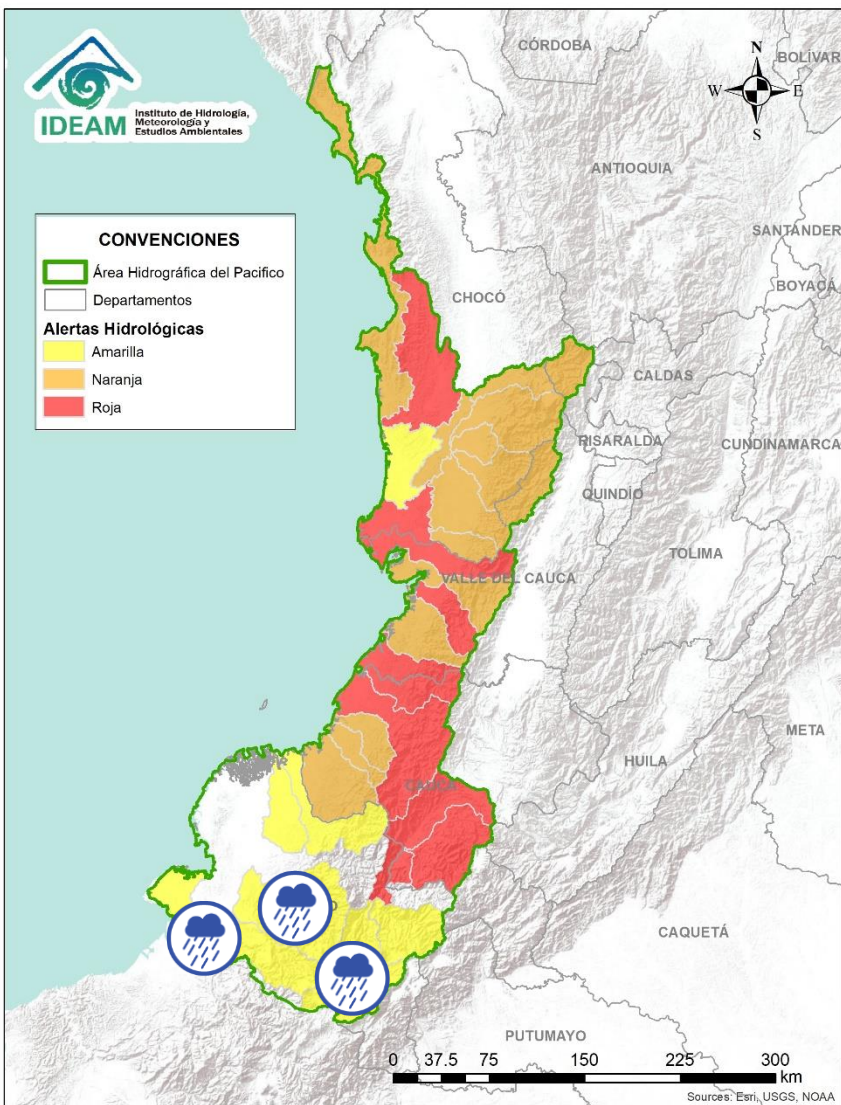 IDEAM
Instituto de Hidrología,
Meteorología y
Estudios Ambientales
CÓRDOBA
BOLÍVAR
N
W
E
S
ANTIOQUIA
SANTANDER
BOYACÁ
CONVENCIONES
Área Hidrográfica del Pacifico
Departamentos
Alertas Hidrológicas
Amarilla
Naranja
Roja
CHOCÓ
CALDAS
RISARALDA
CUNDINAMARCA
QUINDÍO
TOLIMA
VALLE DEL CAUCA
META
HUILA
CAUCA
CAQUETÁ
PUTUMAYO
0 37.5 75 150 225 300
km
Sources: Esri, USGS, NOAA